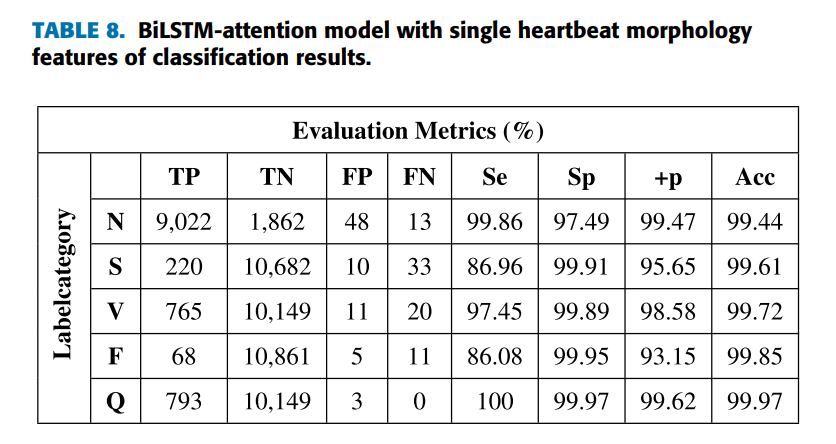 TABLE 8. BiLSTM-attention model with single heartbeat morphology
features of classification results.
Evaluation Metrics (%)
Labelcategory
TP TN FP FN Se Sp +p Acc
N 9,022 1,862 48 13 99.86 97.49 99.47 99.44
S 220 10,682 10 33 86.96 99.91 95.65 99.61
V 765 10,149 11 20 97.45 99.89 98.58 99.72
F 68 10,861 5 11 86.08 99.95 93.15 99.85
Q 793 10,149 3 0 100 99.97 99.62 99.97